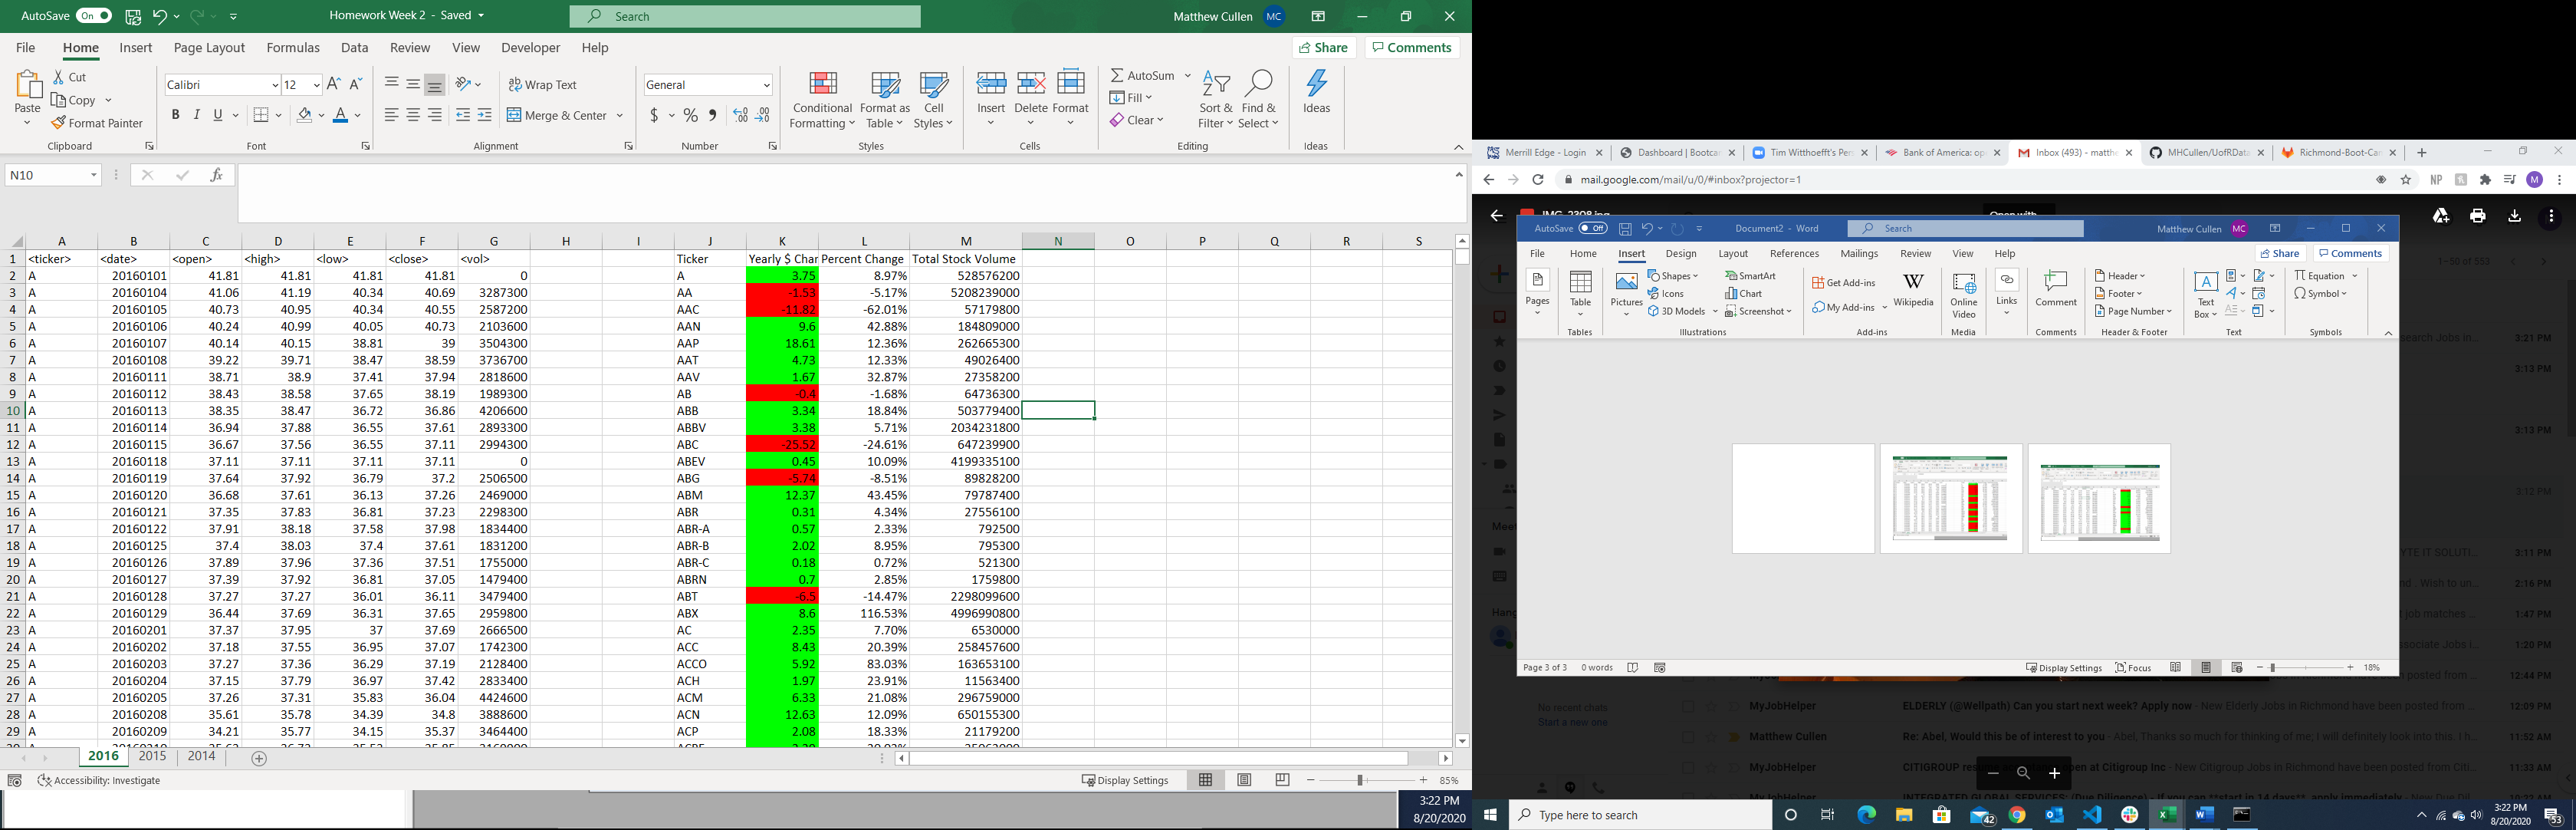 AutoSave On Homework Week 2 - Saved Search Matthew Cullen MC
File Home Insert Page Layout Formulas Data Review View Developer Help Share Comments
Paste Cut Copy Format Painter Clipboard
Calibri 12 B I U Font
Wrap Text Merge & Center Alignment
General $ % Number
Conditional Formatting Format as Table Cell Styles Styles
Insert Delete Format Cells
AutoSum Fill Clear Sort & Filter Find & Select Editing
Ideas Ideas
N10 fx
A B C D E F G H I J K L M N O P Q R S
1 <ticker> <date> <open> <high> <low> <close> <vol> Ticker Yearly $ Char Percent Change Total Stock Volume
2 A 20160101 41.81 41.81 41.81 41.81 0 A 3.75 8.97% 528576200
3 A 20160104 41.06 41.19 40.34 40.69 3287300 AA -1.53 -5.17% 5208239000
4 A 20160105 40.73 40.95 40.34 40.55 2587200 AAC -11.82 -62.01% 57179800
5 A 20160106 40.24 40.99 40.05 40.73 2103600 AAN 9.6 42.88% 184809000
6 A 20160107 40.14 40.15 38.81 39 3504300 AAP 18.61 12.36% 262665300
7 A 20160108 39.22 39.71 38.47 38.59 3736700 AAT 4.73 12.33% 49026400
8 A 20160111 38.71 38.9 37.41 37.94 2818600 AAV 1.67 32.87% 27358200
9 A 20160112 38.43 38.58 37.65 38.19 1989300 AB -0.4 -1.68% 64736300
10 A 20160113 38.35 38.47 36.72 36.86 4206600 ABB 3.34 18.84% 503779400
11 A 20160114 36.94 37.88 36.55 37.61 2893300 ABBV 3.38 5.71% 2034231800
12 A 20160115 36.67 37.56 36.55 37.11 2994300 ABC -25.52 -24.61% 647239900
13 A 20160118 37.11 37.11 37.11 37.11 0 ABEV 0.45 10.09% 4199335100
14 A 20160119 37.64 37.92 36.79 37.2 2506500 ABG -5.74 -8.51% 89828200
15 A 20160120 36.68 37.61 36.13 37.26 2469000 ABM 12.37 43.45% 79787400
16 A 20160121 37.35 37.83 36.81 37.23 2298300 ABR 0.31 4.34% 27556100
17 A 20160122 37.91 38.18 37.58 37.98 1834400 ABR-A 0.57 2.33% 792500
18 A 20160125 37.4 38.03 37.4 37.61 1831200 ABR-B 2.02 8.95% 795300
19 A 20160126 37.89 37.96 37.36 37.51 1755000 ABR-C 0.18 0.72% 521300
20 A 20160127 37.39 37.92 36.81 37.05 1479400 ABRN 0.7 2.85% 1759800
21 A 20160128 37.27 37.27 36.01 36.11 3479400 ABT -6.5 -14.47% 2298099600
22 A 20160129 36.44 37.69 36.31 37.65 2959800 ABX 8.6 116.53% 4996990800
23 A 20160201 37.37 37.95 37 37.69 2666500 AC 2.35 7.70% 6530000
24 A 20160202 37.18 37.55 36.95 37.07 1742300 ACC 8.43 20.39% 258457600
25 A 20160203 37.27 37.36 36.29 37.19 2128400 ACCO 5.92 83.03% 163653100
26 A 20160204 37.15 37.79 36.97 37.42 2833400 ACH 1.97 23.91% 11563400
27 A 20160205 37.26 37.31 35.83 36.04 4424600 ACM 6.33 21.08% 296759000
28 A 20160208 35.61 35.78 34.39 34.8 3888600 ACN 12.63 12.09% 650155300
29 A 20160209 34.21 35.77 34.15 35.37 3464400 ACP 2.08 18.33% 21179200
2016 2015 2014
Accessibility: Investigate Display Settings 85%
3:22 PM
8/20/2020
Merrill Edge - Login Dashboard | Bootcar Tim Witthoefft's Per Bank of America: op Inbox (493) - matth MHCullen/UofRData Richmond-Boot-Car
mail.google.com/mail/u/0/#inbox?projector=1 NP M
AutoSave Off Document2 - Word Search Matthew Cullen MC
File Home Insert Design Layout References Mailings Review View Help Share Comments
Pages Table Tables
Pictures Shapes Icons 3D Models SmartArt Chart Screenshot Illustrations
Get Add-ins My Add-ins Wikipedia Add-ins
Online Video Media Links Comment Comments
Header Footer Page Number Header & Footer
Text Box Text Equation Symbol Symbols
1-50 of 553
3:21 PM
3:13 PM
3:13 PM
3:12 PM
3:11 PM
2:16 PM
1:47 PM
1:20 PM
Page 3 of 3 0 words Display Settings Focus 18%
12:44 PM
No recent chats
Start a new one
MyJobHelper ELDERLY (@Wellpath) Can you start next week? Apply now - New Elderly Jobs in Richmond have been posted from ... 12:09 PM
Matthew Cullen Re: Abel, Would this be of interest to you - Abel, Thanks so much for thinking of me; I will definitely look into this. I h... 11:52 AM
MyJobHelper CITIGROUP open at Citigroup Inc - New Citigroup Jobs in Richmond have been posted from Citi... 11:33 AM
Type here to search 42 3:22 PM
8/20/2020 53